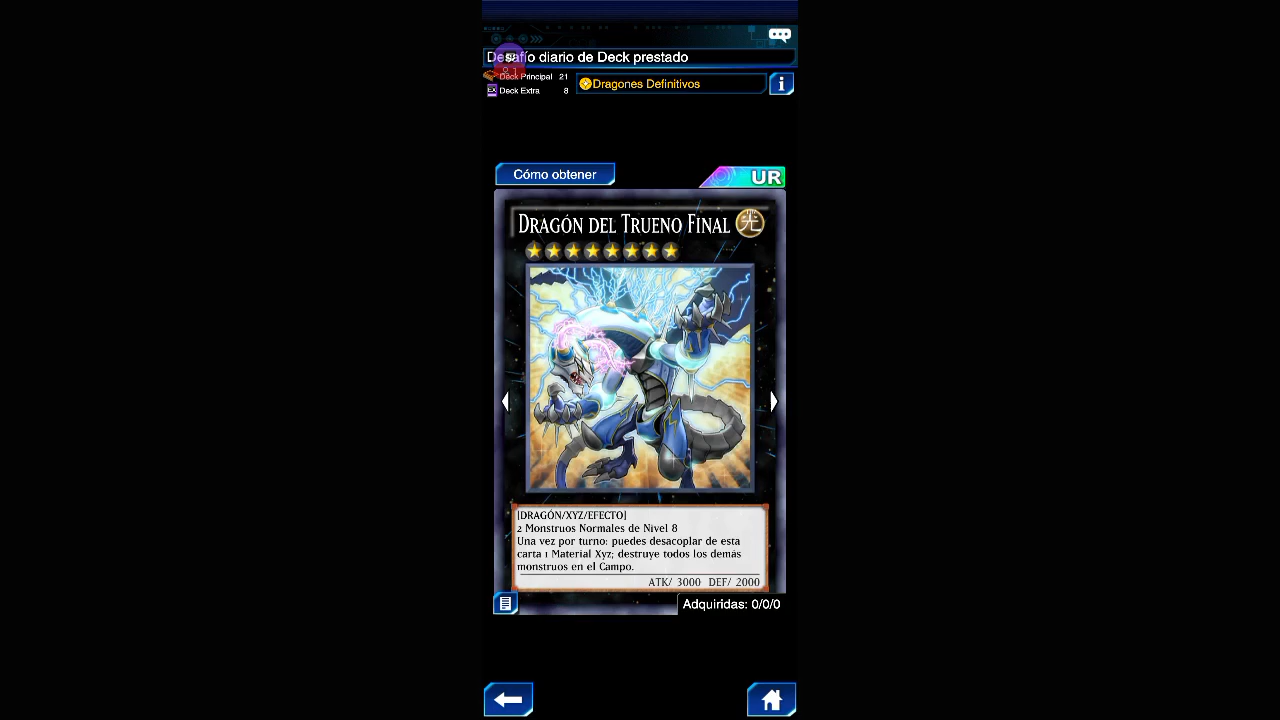 Desafío diario de Deck prestado
Deck Principal 21
Dragones Definitivos
EX Deck Extra 8
Cómo obtener
UR
DRAGÓN DEL TRUENO FINAL 光
[DRAGÓN/XYZ/EFECTO]
2 Monstruos Normales de Nivel 8
Una vez por turno: puedes desacoplar de esta
carta 1 Material Xyz; destruye todos los demás
monstruos en el Campo.
ATK/ 3000 DEF/ 2000
Adquiridas: 0/0/0